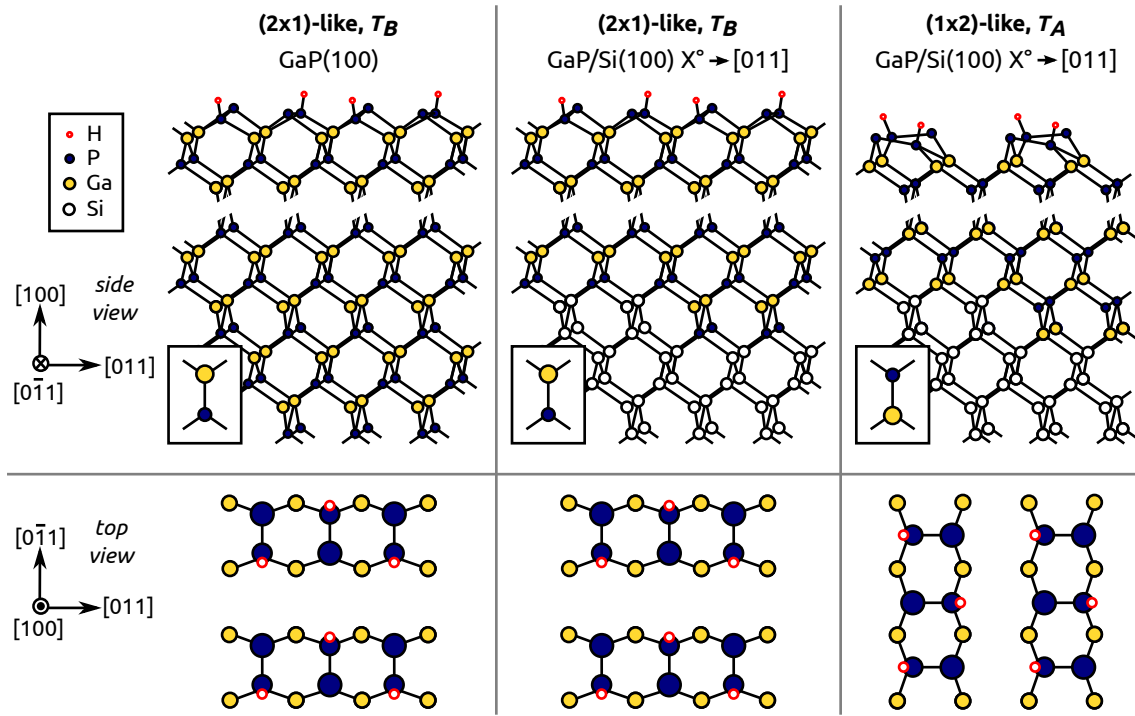 (2x1)-like, T_B
GaP(100)
(2x1)-like, T_B
GaP/Si(100) X° → [011]
(1x2)-like, T_A
GaP/Si(100) X° → [011]
H
P
Ga
Si
[100]
side
view
[011]
[01̅1]
[01̅1]
top
view
[011]
[100]